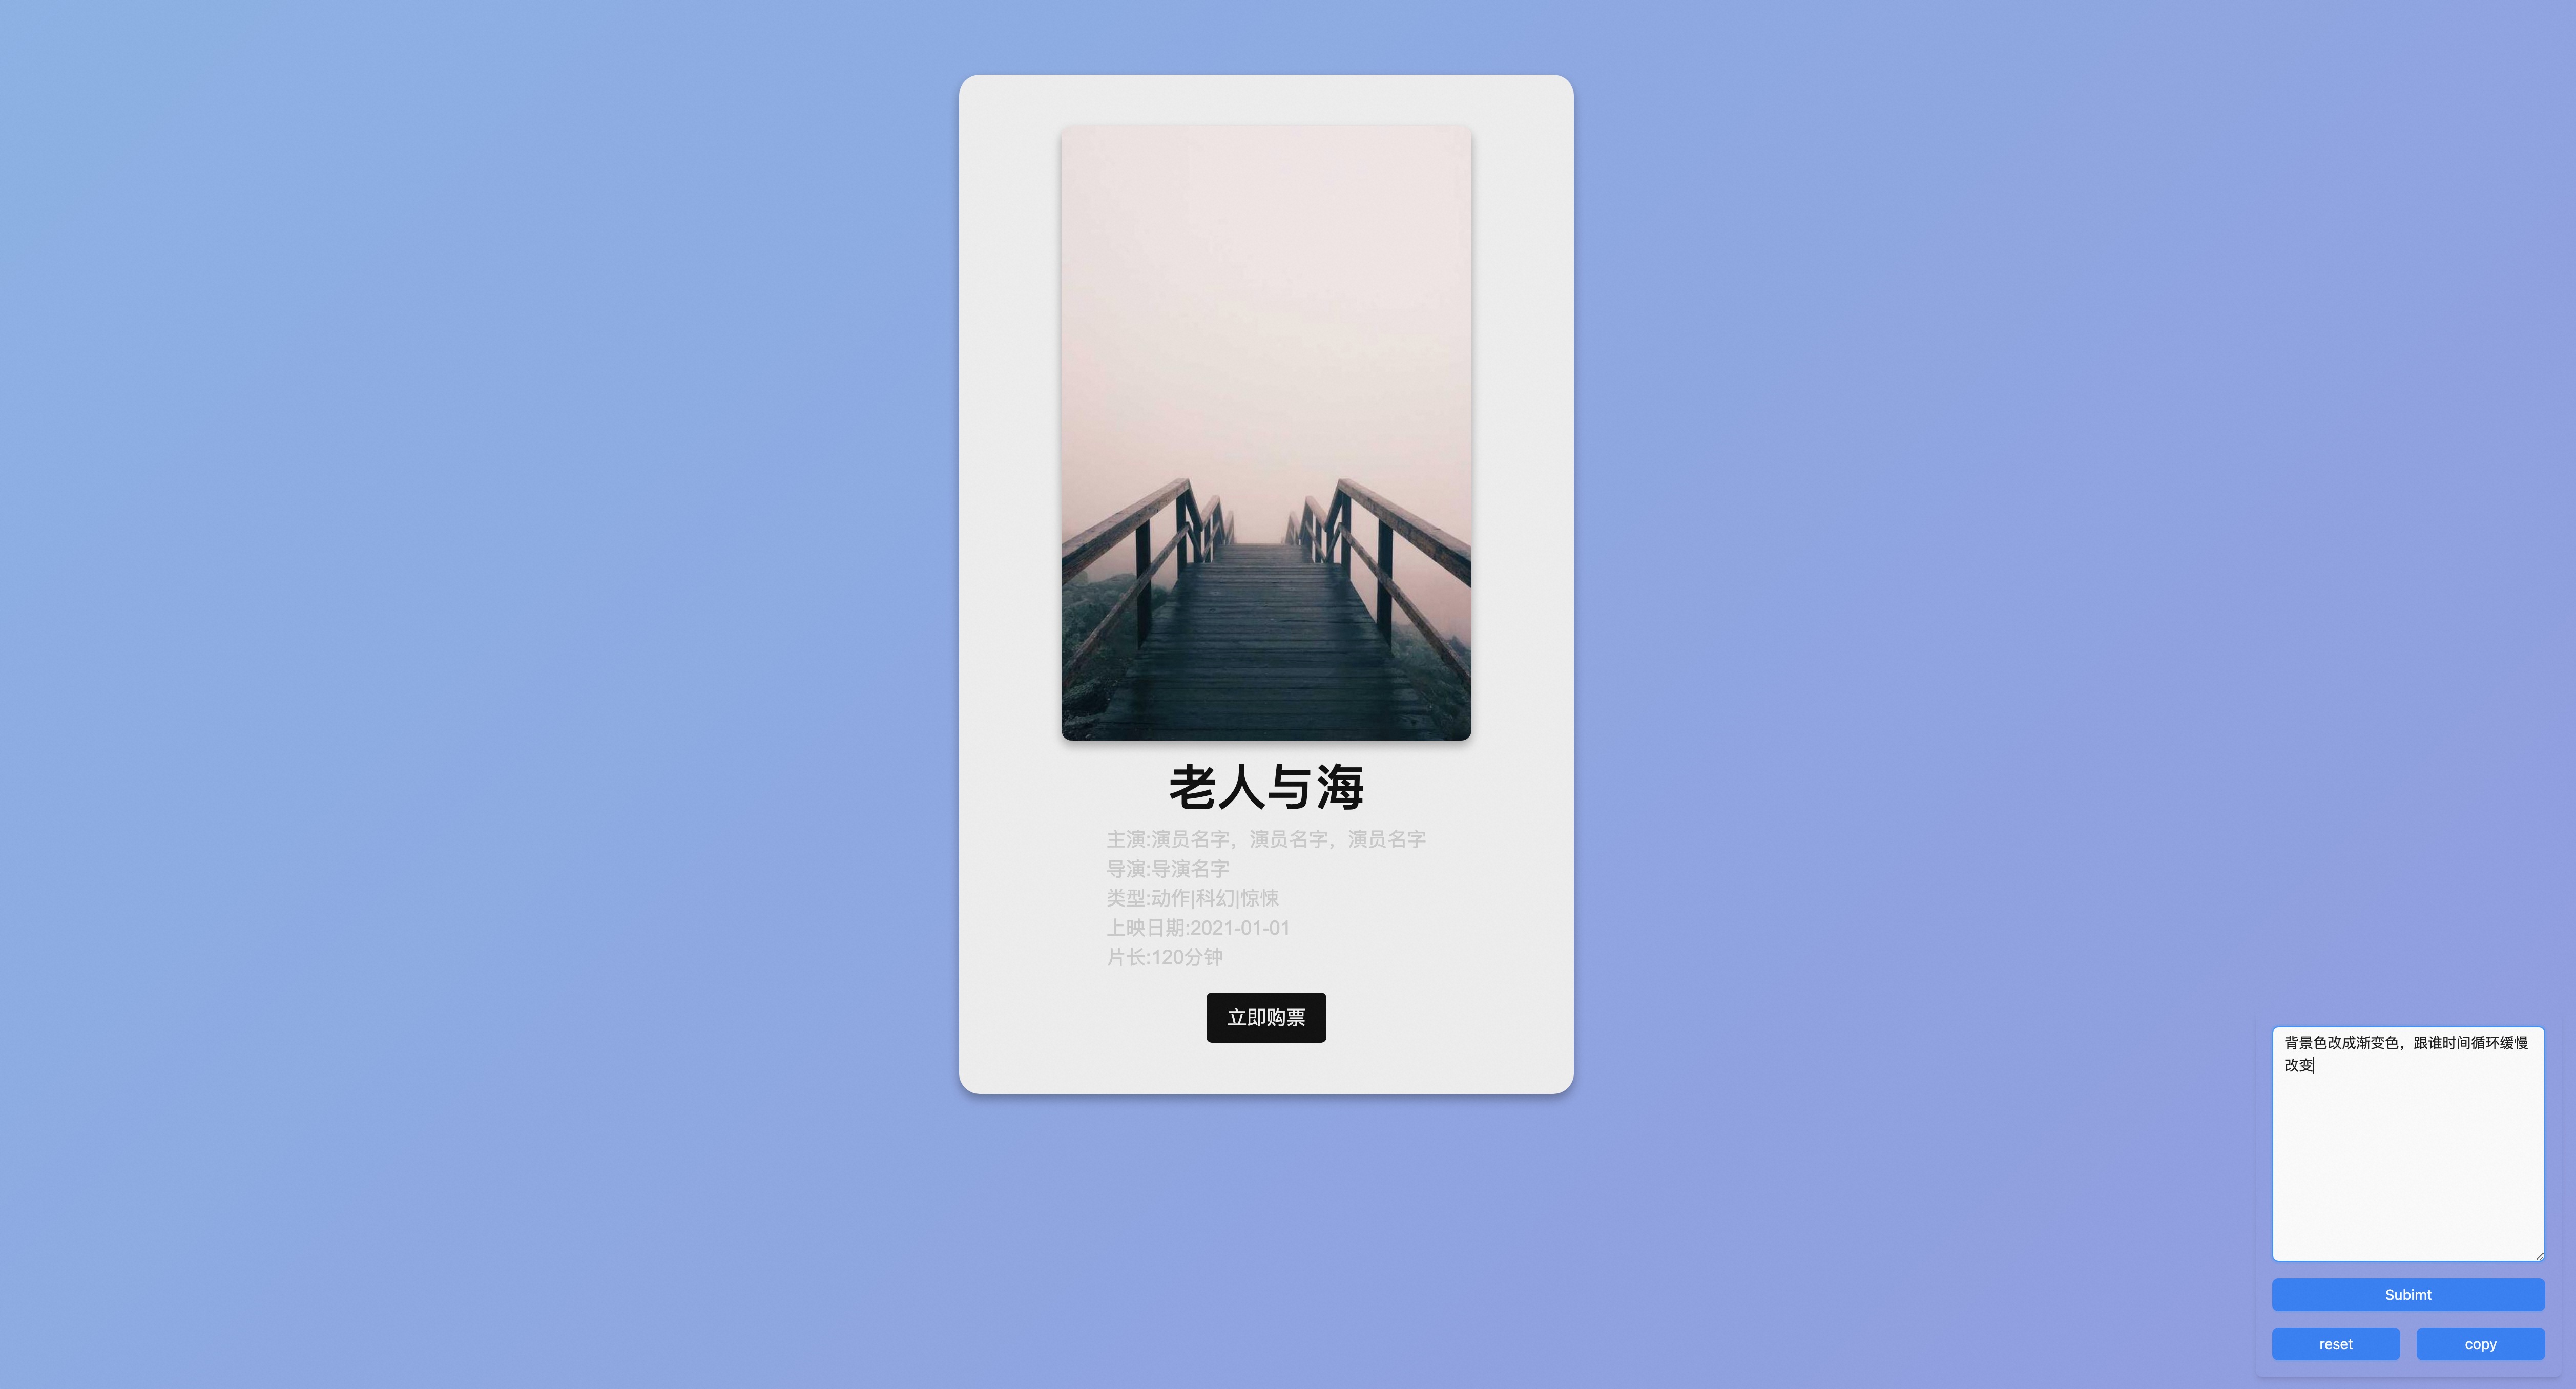 老人与海
主演:演员名字，演员名字，演员名字
导演:导演名字
类型:动作|科幻|惊悚
上映日期:2021-01-01
片长:120分钟
立即购票
背景色改成渐变色，跟谁时间循环缓慢
改变
Subimt
reset
copy